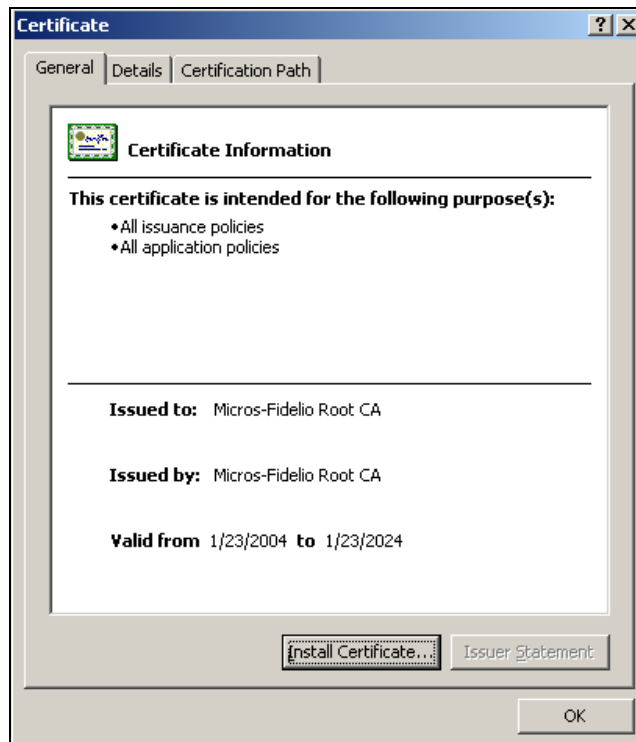 Certificate
General Details Certification Path
Certificate Information
This certificate is intended for the following purpose(s):
•All issuance policies
•All application policies
Issued to: Micros-Fidelio Root CA
Issued by: Micros-Fidelio Root CA
Valid from 1/23/2004 to 1/23/2024
Install Certificate... Issuer Statement
OK